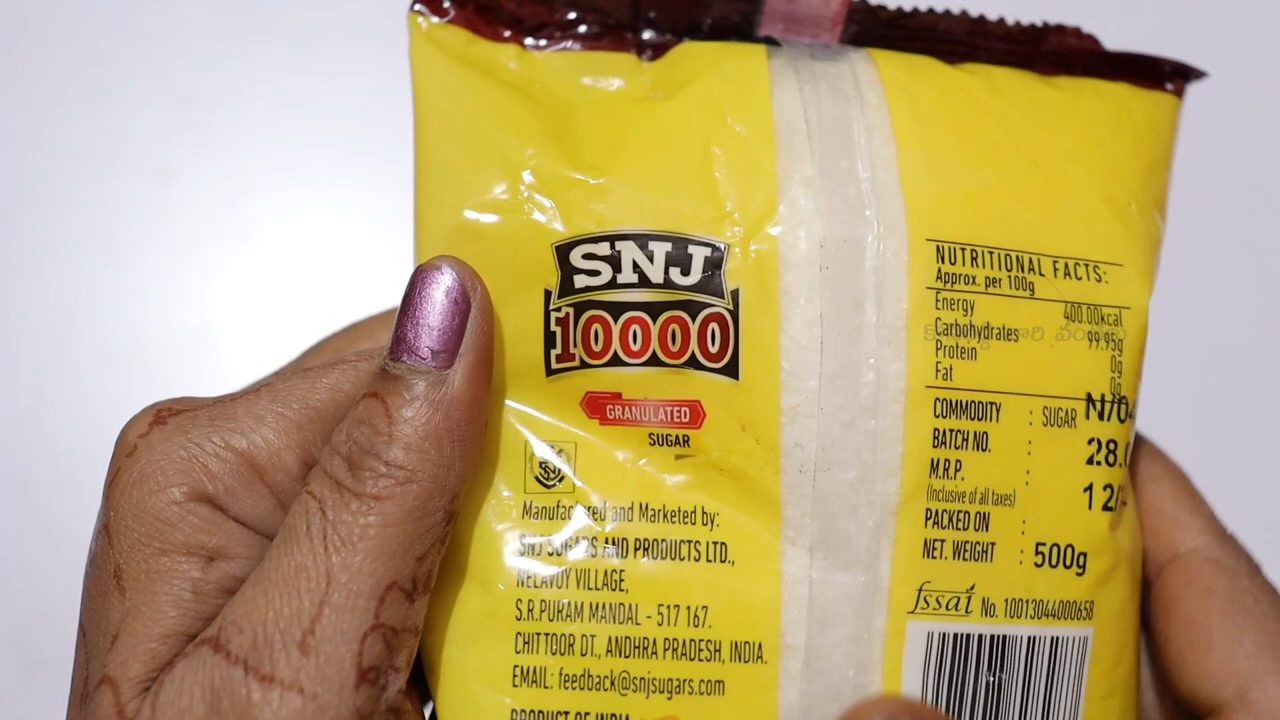 SNJ
10000
GRANULATED
SUGAR
Manufactured and Marketed by:
SNJ SUGARS AND PRODUCTS LTD.,
NELAVOY VILLAGE,
S.R.PURAM MANDAL - 517 167.
CHITTOOR DT., ANDHRA PRADESH, INDIA.
EMAIL: feedback@snjsugars.com
PRODUCT OF INDIA
NUTRITIONAL FACTS:
Approx. per 100g
Energy 400.00kcal
Carbohydrates 99.95g
Protein 0g
Fat 0g
COMMODITY : SUGAR
BATCH NO. :
M.R.P. :
(Inclusive of all taxes)
PACKED ON :
NET. WEIGHT : 500g
fssai No. 10013044000658